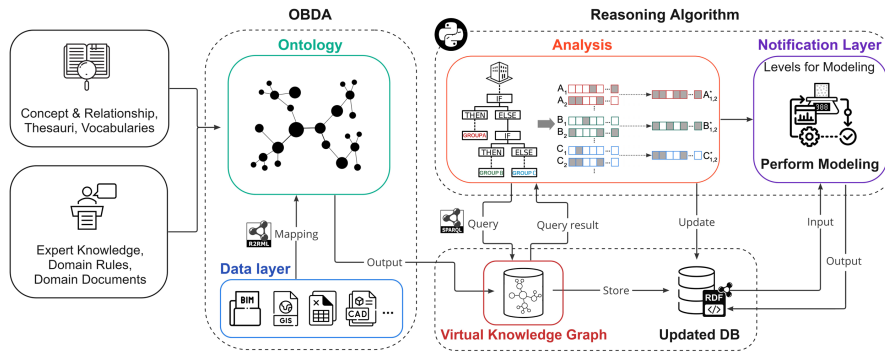 OBDA
Reasoning Algorithm
Concept & Relationship,
Thesauri, Vocabularies
Expert Knowledge,
Domain Rules,
Domain Documents
Ontology
R2RML
Mapping
Data layer
BIM
GIS
CAD
...
Output
Analysis
IF
THEN
ELSE
GROUP A
IF
THEN
ELSE
GROUP B
GROUP C
A1
A2
A*1,2
B1
B2
B*1,2
C1
C2
C*1,2
Notification Layer
Levels for Modeling
Perform Modeling
SPARQL
Query
Query result
Update
Input
Output
Store
RDF
</>
Virtual Knowledge Graph
Updated DB